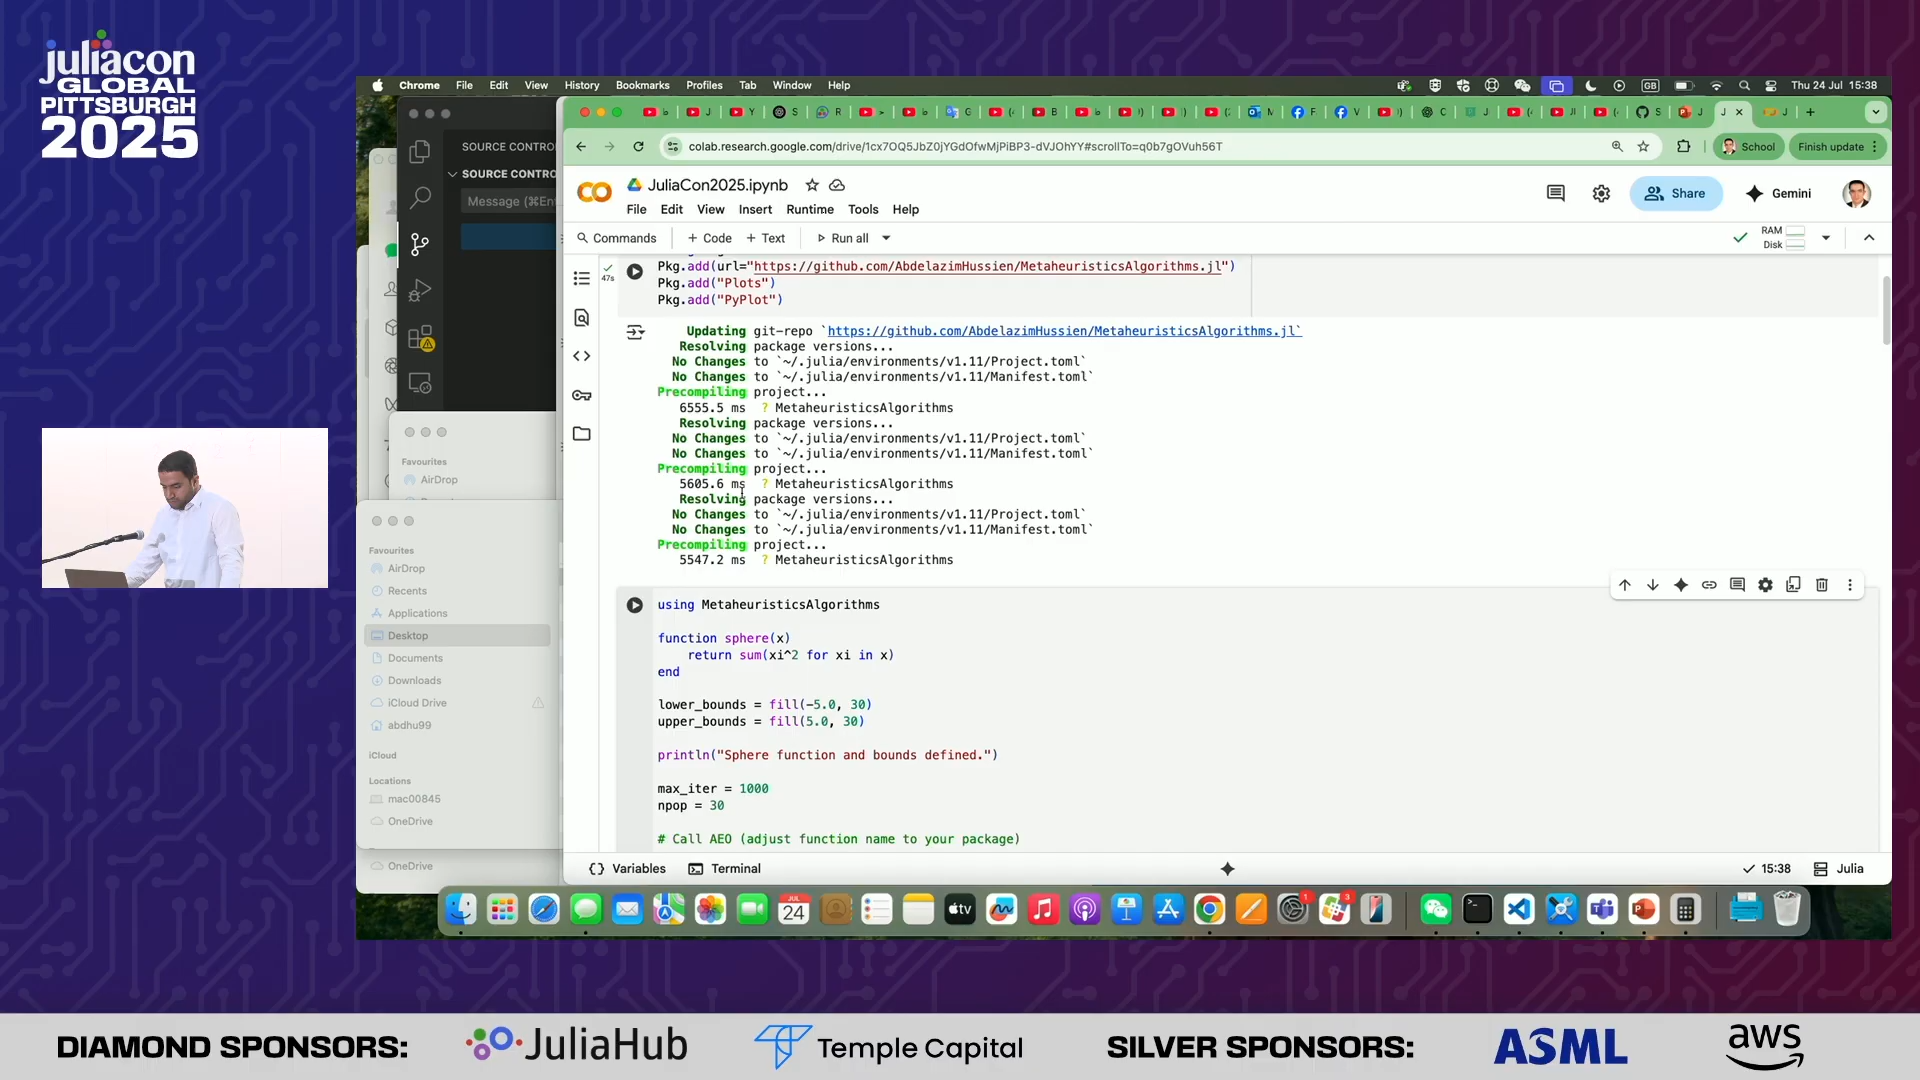 juliacon
GLOBAL
PITTSBURGH
2025
Chrome File Edit View History Bookmarks Profiles Tab Window Help
GB
Thu 24 Jul 15:38
SOURCE CONTRO
SOURCE CONTRO
Message (⌘En
colab.research.google.com/drive/1cx7OQ5JbZ0jYGdOfwMjPiBP3-dVJOhYY#scrollTo=q0b7gOVuh56T
School
Finish update
JuliaCon2025.ipynb
File Edit View Insert Runtime Tools Help
Share
Gemini
Commands + Code + Text Run all
RAM
Disk
47s
Pkg.add(url="https://github.com/AbdelazimHussien/MetaheuristicsAlgorithms.jl")
Pkg.add("Plots")
Pkg.add("PyPlot")
Updating git-repo `https://github.com/AbdelazimHussien/MetaheuristicsAlgorithms.jl`
Resolving package versions...
No Changes to `~/.julia/environments/v1.11/Project.toml`
No Changes to `~/.julia/environments/v1.11/Manifest.toml`
Precompiling project...
6555.5 ms ? MetaheuristicsAlgorithms
Resolving package versions...
No Changes to `~/.julia/environments/v1.11/Project.toml`
No Changes to `~/.julia/environments/v1.11/Manifest.toml`
Precompiling project...
5605.6 ms ? MetaheuristicsAlgorithms
Resolving package versions...
No Changes to `~/.julia/environments/v1.11/Project.toml`
No Changes to `~/.julia/environments/v1.11/Manifest.toml`
Precompiling project...
5547.2 ms ? MetaheuristicsAlgorithms
using MetaheuristicsAlgorithms
function sphere(x)
return sum(xi^2 for xi in x)
end
lower_bounds = fill(-5.0, 30)
upper_bounds = fill(5.0, 30)
println("Sphere function and bounds defined.")
max_iter = 1000
npop = 30
# Call AEO (adjust function name to your package)
Variables
Terminal
15:38
Julia
Favourites
AirDrop
Favourites
AirDrop
Recents
Applications
Desktop
Documents
Downloads
iCloud Drive
abdhu99
iCloud
Locations
mac00845
OneDrive
OneDrive
JUL
24
tv
1
3
DIAMOND SPONSORS:
JuliaHub
Temple Capital
SILVER SPONSORS:
ASML
aws